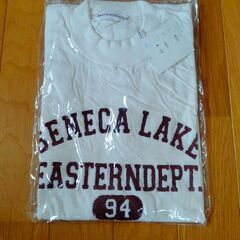 SENECA LAKE
EASTERNDEPT.
94